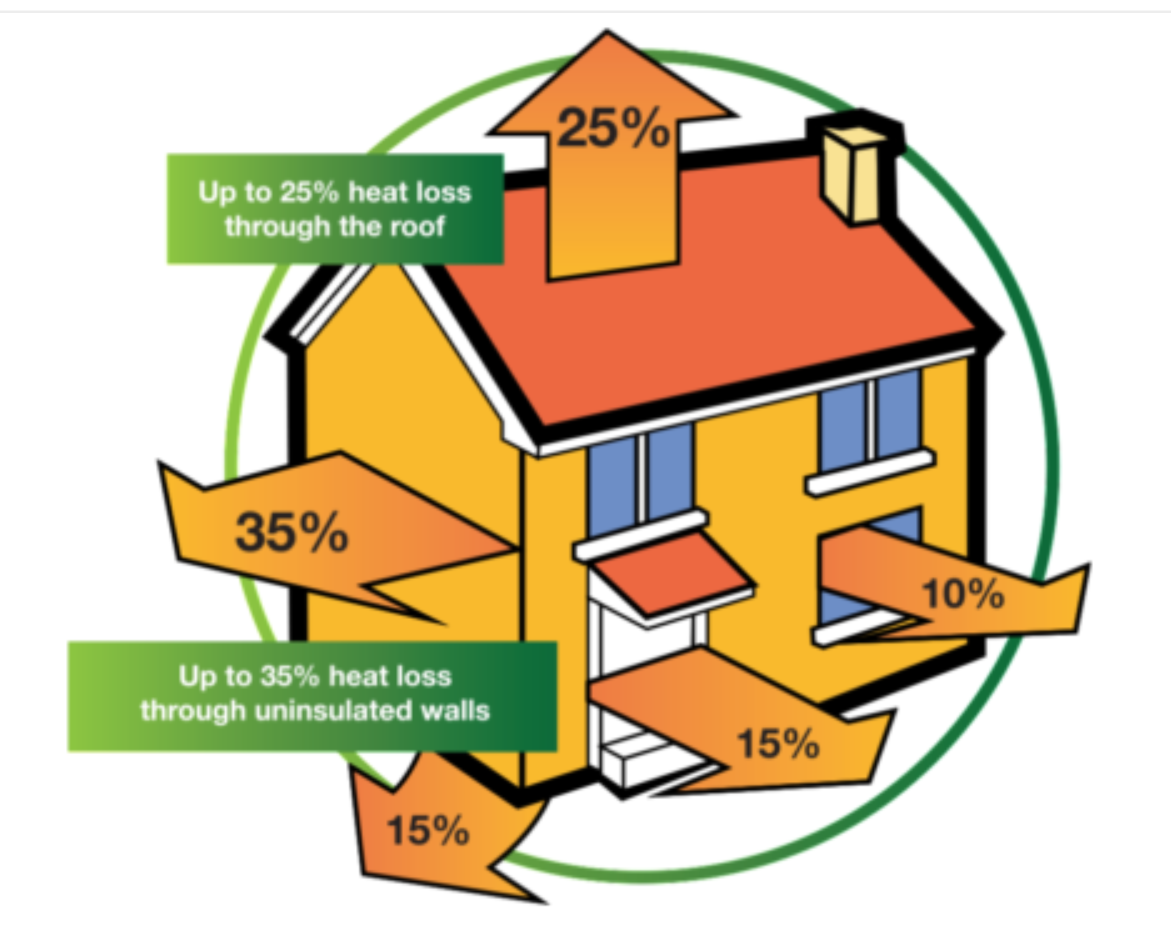 25%
Up to 25% heat loss
through the roof
35%
10%
Up to 35% heat loss
through uninsulated walls
15%
15%